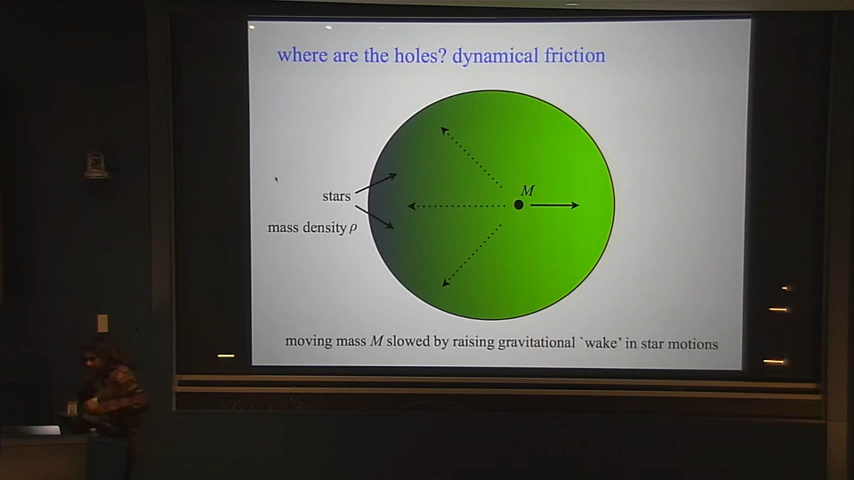 where are the holes? dynamical friction
M
stars
mass density ρ
moving mass M slowed by raising gravitational `wake' in star motions